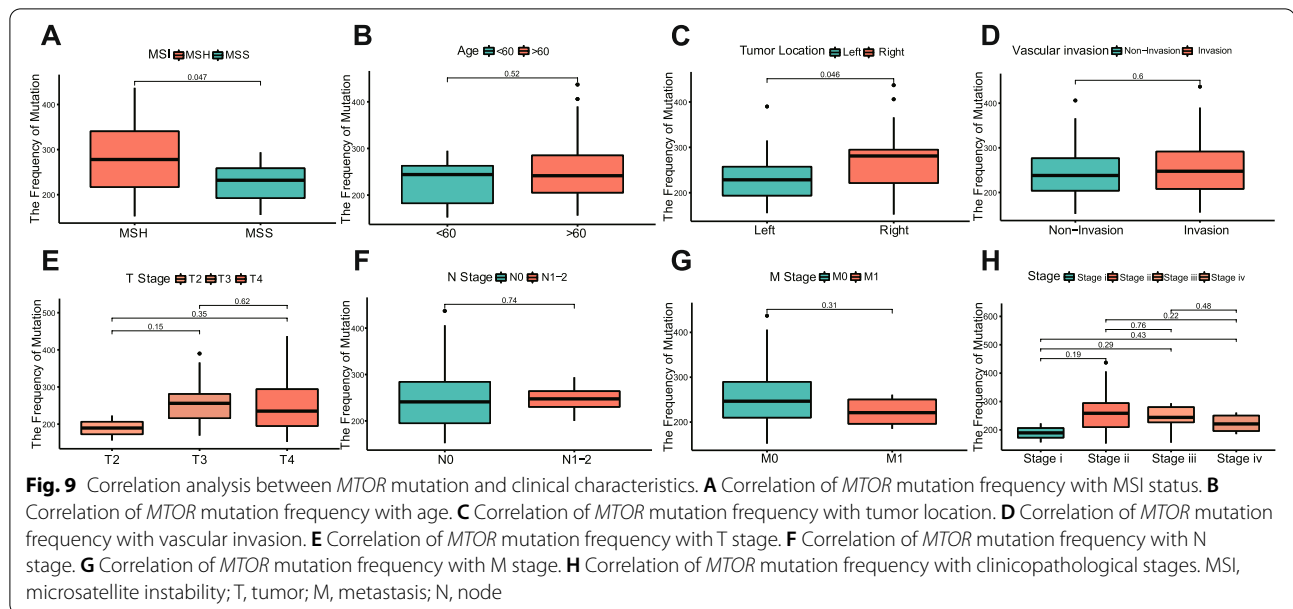 A
MSI MSH MSS
The Frequency of Mutation
400
300
200
0.047
MSH MSS
B
Age <60 >60
The Frequency of Mutation
400
300
200
0.52
<60 >60
C
Tumor Location Left Right
The Frequency of Mutation
400
300
200
0.046
Left Right
D
Vascular invasion Non-Invasion Invasion
The Frequency of Mutation
400
300
200
0.6
Non-Invasion Invasion
E
T Stage T2 T3 T4
The Frequency of Mutation
500
400
300
200
0.62
0.35
0.15
T2 T3 T4
F
N Stage N0 N1-2
The Frequency of Mutation
400
300
200
0.74
N0 N1-2
G
M Stage M0 M1
The Frequency of Mutation
400
300
200
0.31
M0 M1
H
Stage Stage i Stage ii Stage iii Stage iv
The Frequency of Mutation
600
500
400
300
200
0.48
0.22
0.76
0.43
0.29
0.19
Stage i Stage ii Stage iii Stage iv
Fig. 9 Correlation analysis between MTOR mutation and clinical characteristics. A Correlation of MTOR mutation frequency with MSI status. B
Correlation of MTOR mutation frequency with age. C Correlation of MTOR mutation frequency with tumor location. D Correlation of MTOR mutation
frequency with vascular invasion. E Correlation of MTOR mutation frequency with T stage. F Correlation of MTOR mutation frequency with N
stage. G Correlation of MTOR mutation frequency with M stage. H Correlation of MTOR mutation frequency with clinicopathological stages. MSI,
microsatellite instability; T, tumor; M, metastasis; N, node